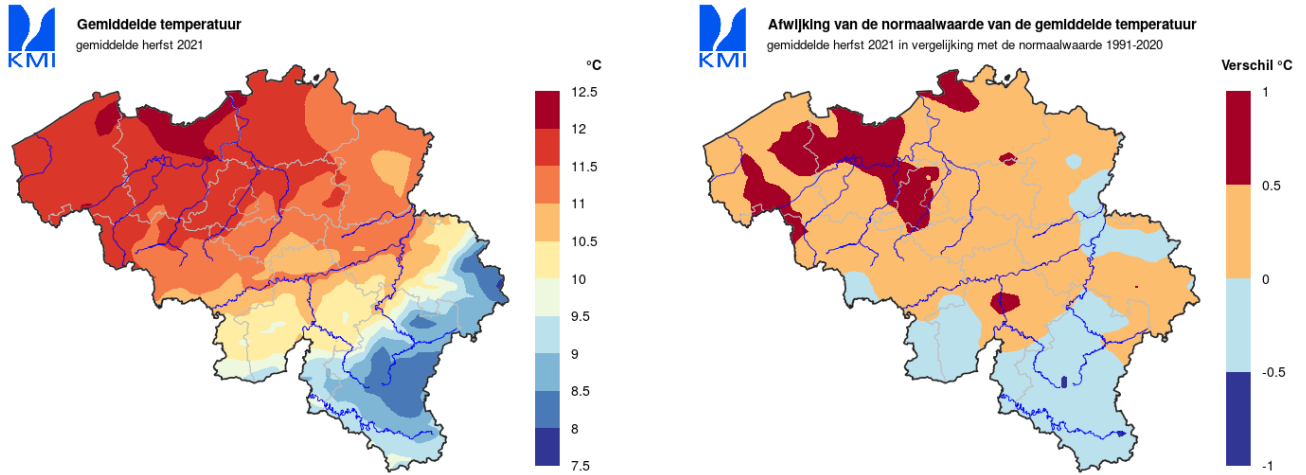 KMI
Gemiddelde temperatuur
gemiddelde herfst 2021
°C
12.5
12
11.5
11
10.5
10
9.5
9
8.5
8
7.5
KMI
Afwijking van de normaalwaarde van de gemiddelde temperatuur
gemiddelde herfst 2021 in vergelijking met de normaalwaarde 1991-2020
Verschil °C
1
0.5
0
-0.5
-1